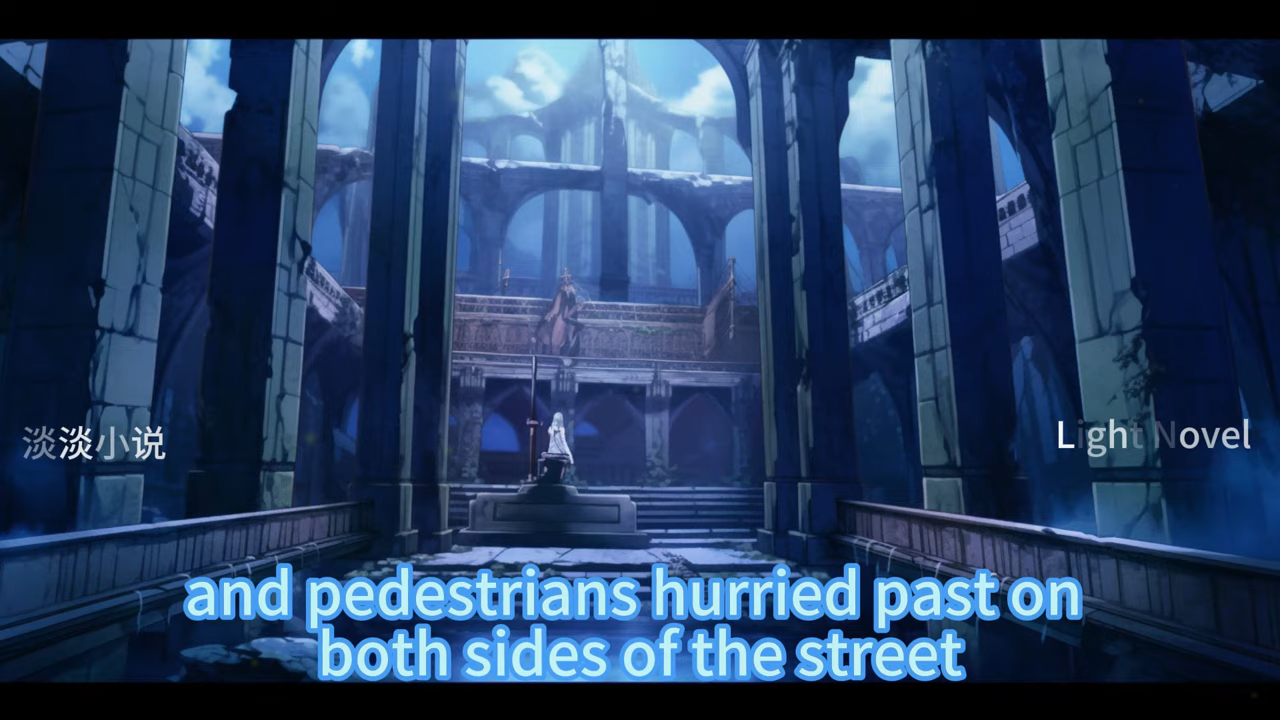 淡淡小说
Light Novel
and pedestrians hurried past on
both sides of the street